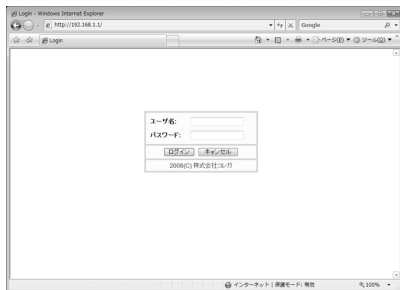 Login - Windows Internet Explorer
http://192.168.1.1/
Google
Login
ページ(P) ツール(O)
ユーザ名:
パスワード:
ログイン キャンセル
2008(C) 株式会社コレガ
インターネット | 保護モード: 有効 100%